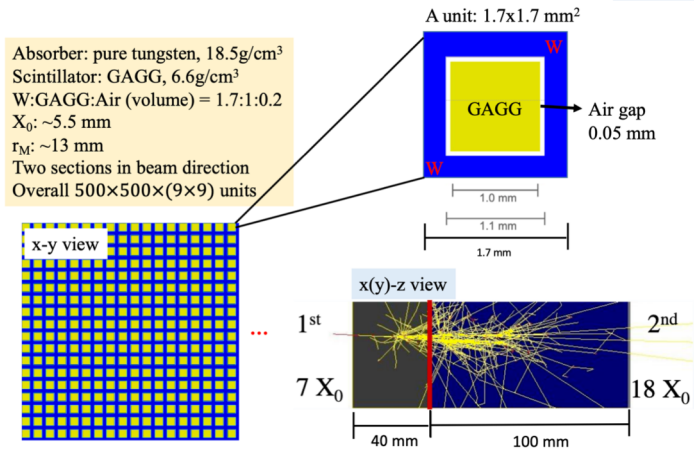 A unit: 1.7x1.7 mm²
Absorber: pure tungsten, 18.5g/cm³
Scintillator: GAGG, 6.6g/cm³
W:GAGG:Air (volume) = 1.7:1:0.2
X₀: ~5.5 mm
r_M: ~13 mm
Two sections in beam direction
Overall 500×500×(9×9) units
W
GAGG
Air gap
0.05 mm
W
1.0 mm
1.1 mm
1.7 mm
x-y view
...
x(y)-z view
1st
2nd
7 X₀
18 X₀
40 mm
100 mm